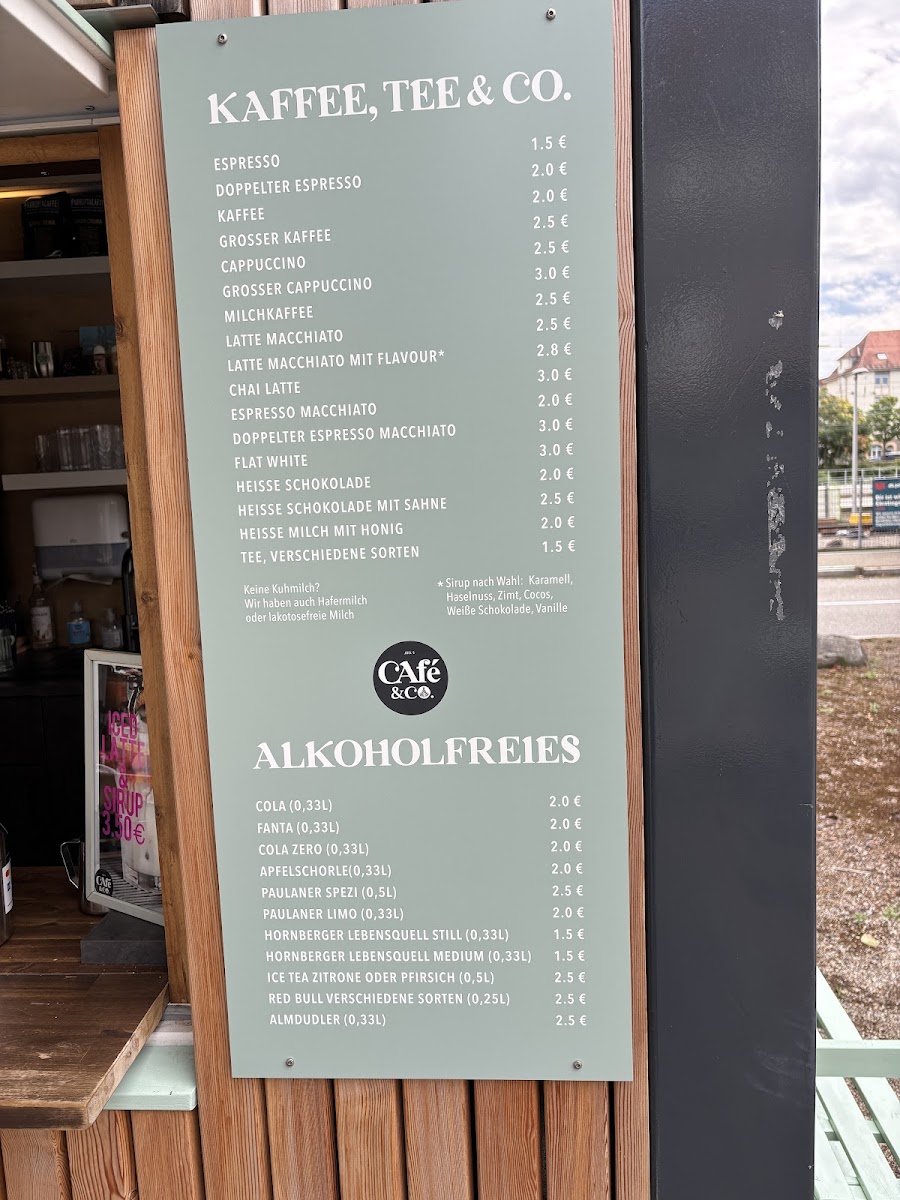 KAFFEE, TEE & CO.
ESPRESSO 1.5 €
DOPPELTER ESPRESSO 2.0 €
KAFFEE 2.0 €
GROSSER KAFFEE 2.5 €
CAPPUCCINO 2.5 €
GROSSER CAPPUCCINO 3.0 €
MILCHKAFFEE 2.5 €
LATTE MACCHIATO 2.5 €
LATTE MACCHIATO MIT FLAVOUR* 2.8 €
CHAI LATTE 3.0 €
ESPRESSO MACCHIATO 2.0 €
DOPPELTER ESPRESSO MACCHIATO 3.0 €
FLAT WHITE 3.0 €
HEISSE SCHOKOLADE 2.0 €
HEISSE SCHOKOLADE MIT SAHNE 2.5 €
HEISSE MILCH MIT HONIG 2.0 €
TEE, VERSCHIEDENE SORTEN 1.5 €
Keine Kuhmilch?
Wir haben auch Hafermilch
oder lakotosefreie Milch
* Sirup nach Wahl: Karamell,
Haselnuss, Zimt, Cocos,
Weiße Schokolade, Vanille
CAfé
&CO.
ALKOHOLFREIES
COLA (0,33L) 2.0 €
FANTA (0,33L) 2.0 €
COLA ZERO (0,33L) 2.0 €
APFELSCHORLE(0,33L) 2.0 €
PAULANER SPEZI (0,5L) 2.5 €
PAULANER LIMO (0,33L) 2.0 €
HORNBERGER LEBENSQUELL STILL (0,33L) 1.5 €
HORNBERGER LEBENSQUELL MEDIUM (0,33L) 1.5 €
ICE TEA ZITRONE ODER PFIRSICH (0,5L) 2.5 €
RED BULL VERSCHIEDENE SORTEN (0,25L) 2.5 €
ALMDUDLER (0,33L) 2.5 €
ICED
LATTE
&
SIRUP
3,50€
CAfé
&CO.